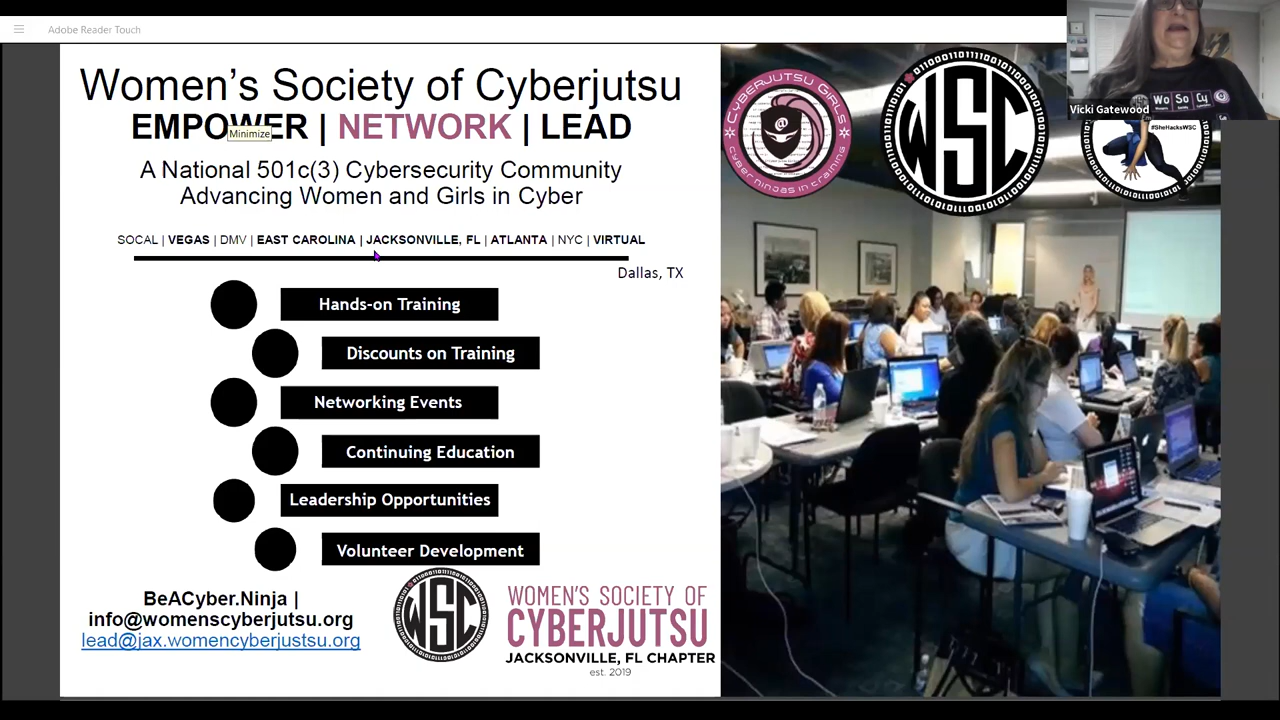 Adobe Reader Touch
Women's Society of Cyberjutsu
EMPOWER | NETWORK | LEAD
Minimize
A National 501c(3) Cybersecurity Community
Advancing Women and Girls in Cyber
SOCAL | VEGAS | DMV | EAST CAROLINA | JACKSONVILLE, FL | ATLANTA | NYC | VIRTUAL
Dallas, TX
Hands-on Training
Discounts on Training
Networking Events
Continuing Education
Leadership Opportunities
Volunteer Development
BeACyber.Ninja |
info@womenscyberjutsu.org
lead@jax.womencyberjustsu.org
WSC
WOMEN'S SOCIETY OF
CYBERJUTSU
JACKSONVILLE, FL CHAPTER
est. 2019
CYBERJUTSU GIRLS
@
cyber ninjas in training
WSC
#SheHacksWSC
Wo So Cy
Vicki Gatewood